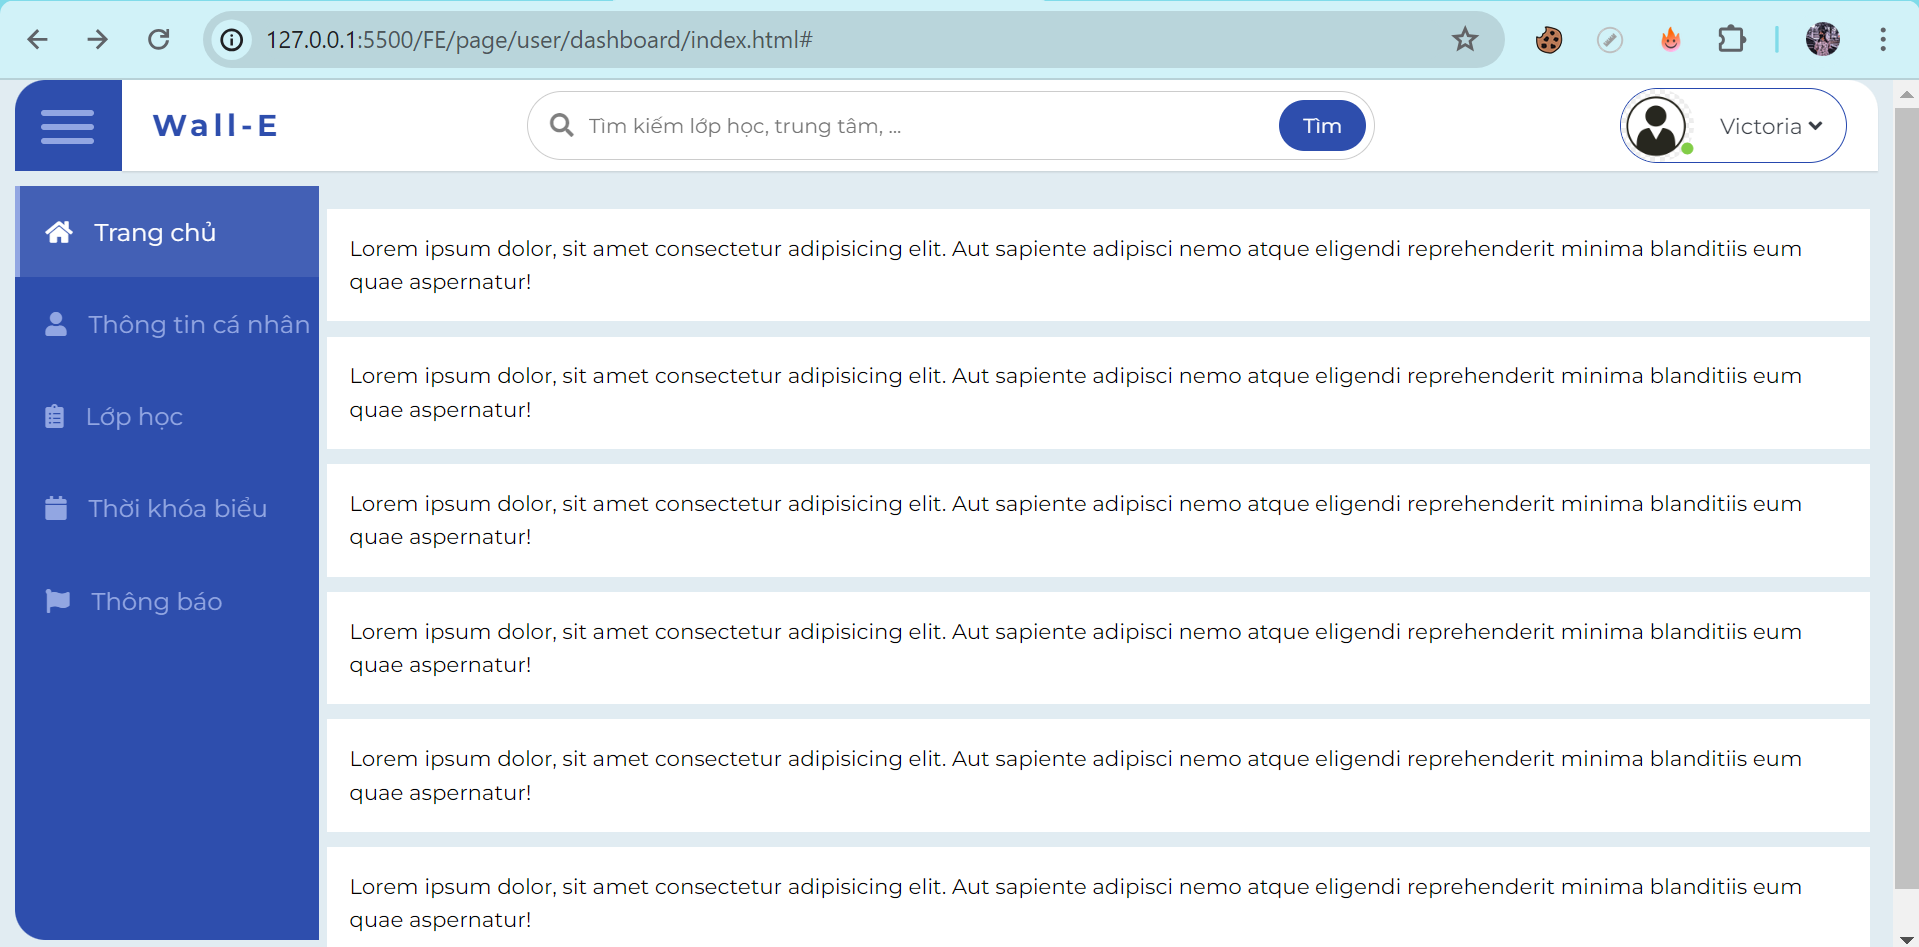 127.0.0.1:5500/FE/page/user/dashboard/index.html#
Wall-E
Tìm kiếm lớp học, trung tâm, ...
Tìm
Victoria
Trang chủ
Thông tin cá nhân
Lớp học
Thời khóa biểu
Thông báo
Lorem ipsum dolor, sit amet consectetur adipisicing elit. Aut sapiente adipisci nemo atque eligendi reprehenderit minima blanditiis eum
quae aspernatur!
Lorem ipsum dolor, sit amet consectetur adipisicing elit. Aut sapiente adipisci nemo atque eligendi reprehenderit minima blanditiis eum
quae aspernatur!
Lorem ipsum dolor, sit amet consectetur adipisicing elit. Aut sapiente adipisci nemo atque eligendi reprehenderit minima blanditiis eum
quae aspernatur!
Lorem ipsum dolor, sit amet consectetur adipisicing elit. Aut sapiente adipisci nemo atque eligendi reprehenderit minima blanditiis eum
quae aspernatur!
Lorem ipsum dolor, sit amet consectetur adipisicing elit. Aut sapiente adipisci nemo atque eligendi reprehenderit minima blanditiis eum
quae aspernatur!
Lorem ipsum dolor, sit amet consectetur adipisicing elit. Aut sapiente adipisci nemo atque eligendi reprehenderit minima blanditiis eum
quae aspernatur!